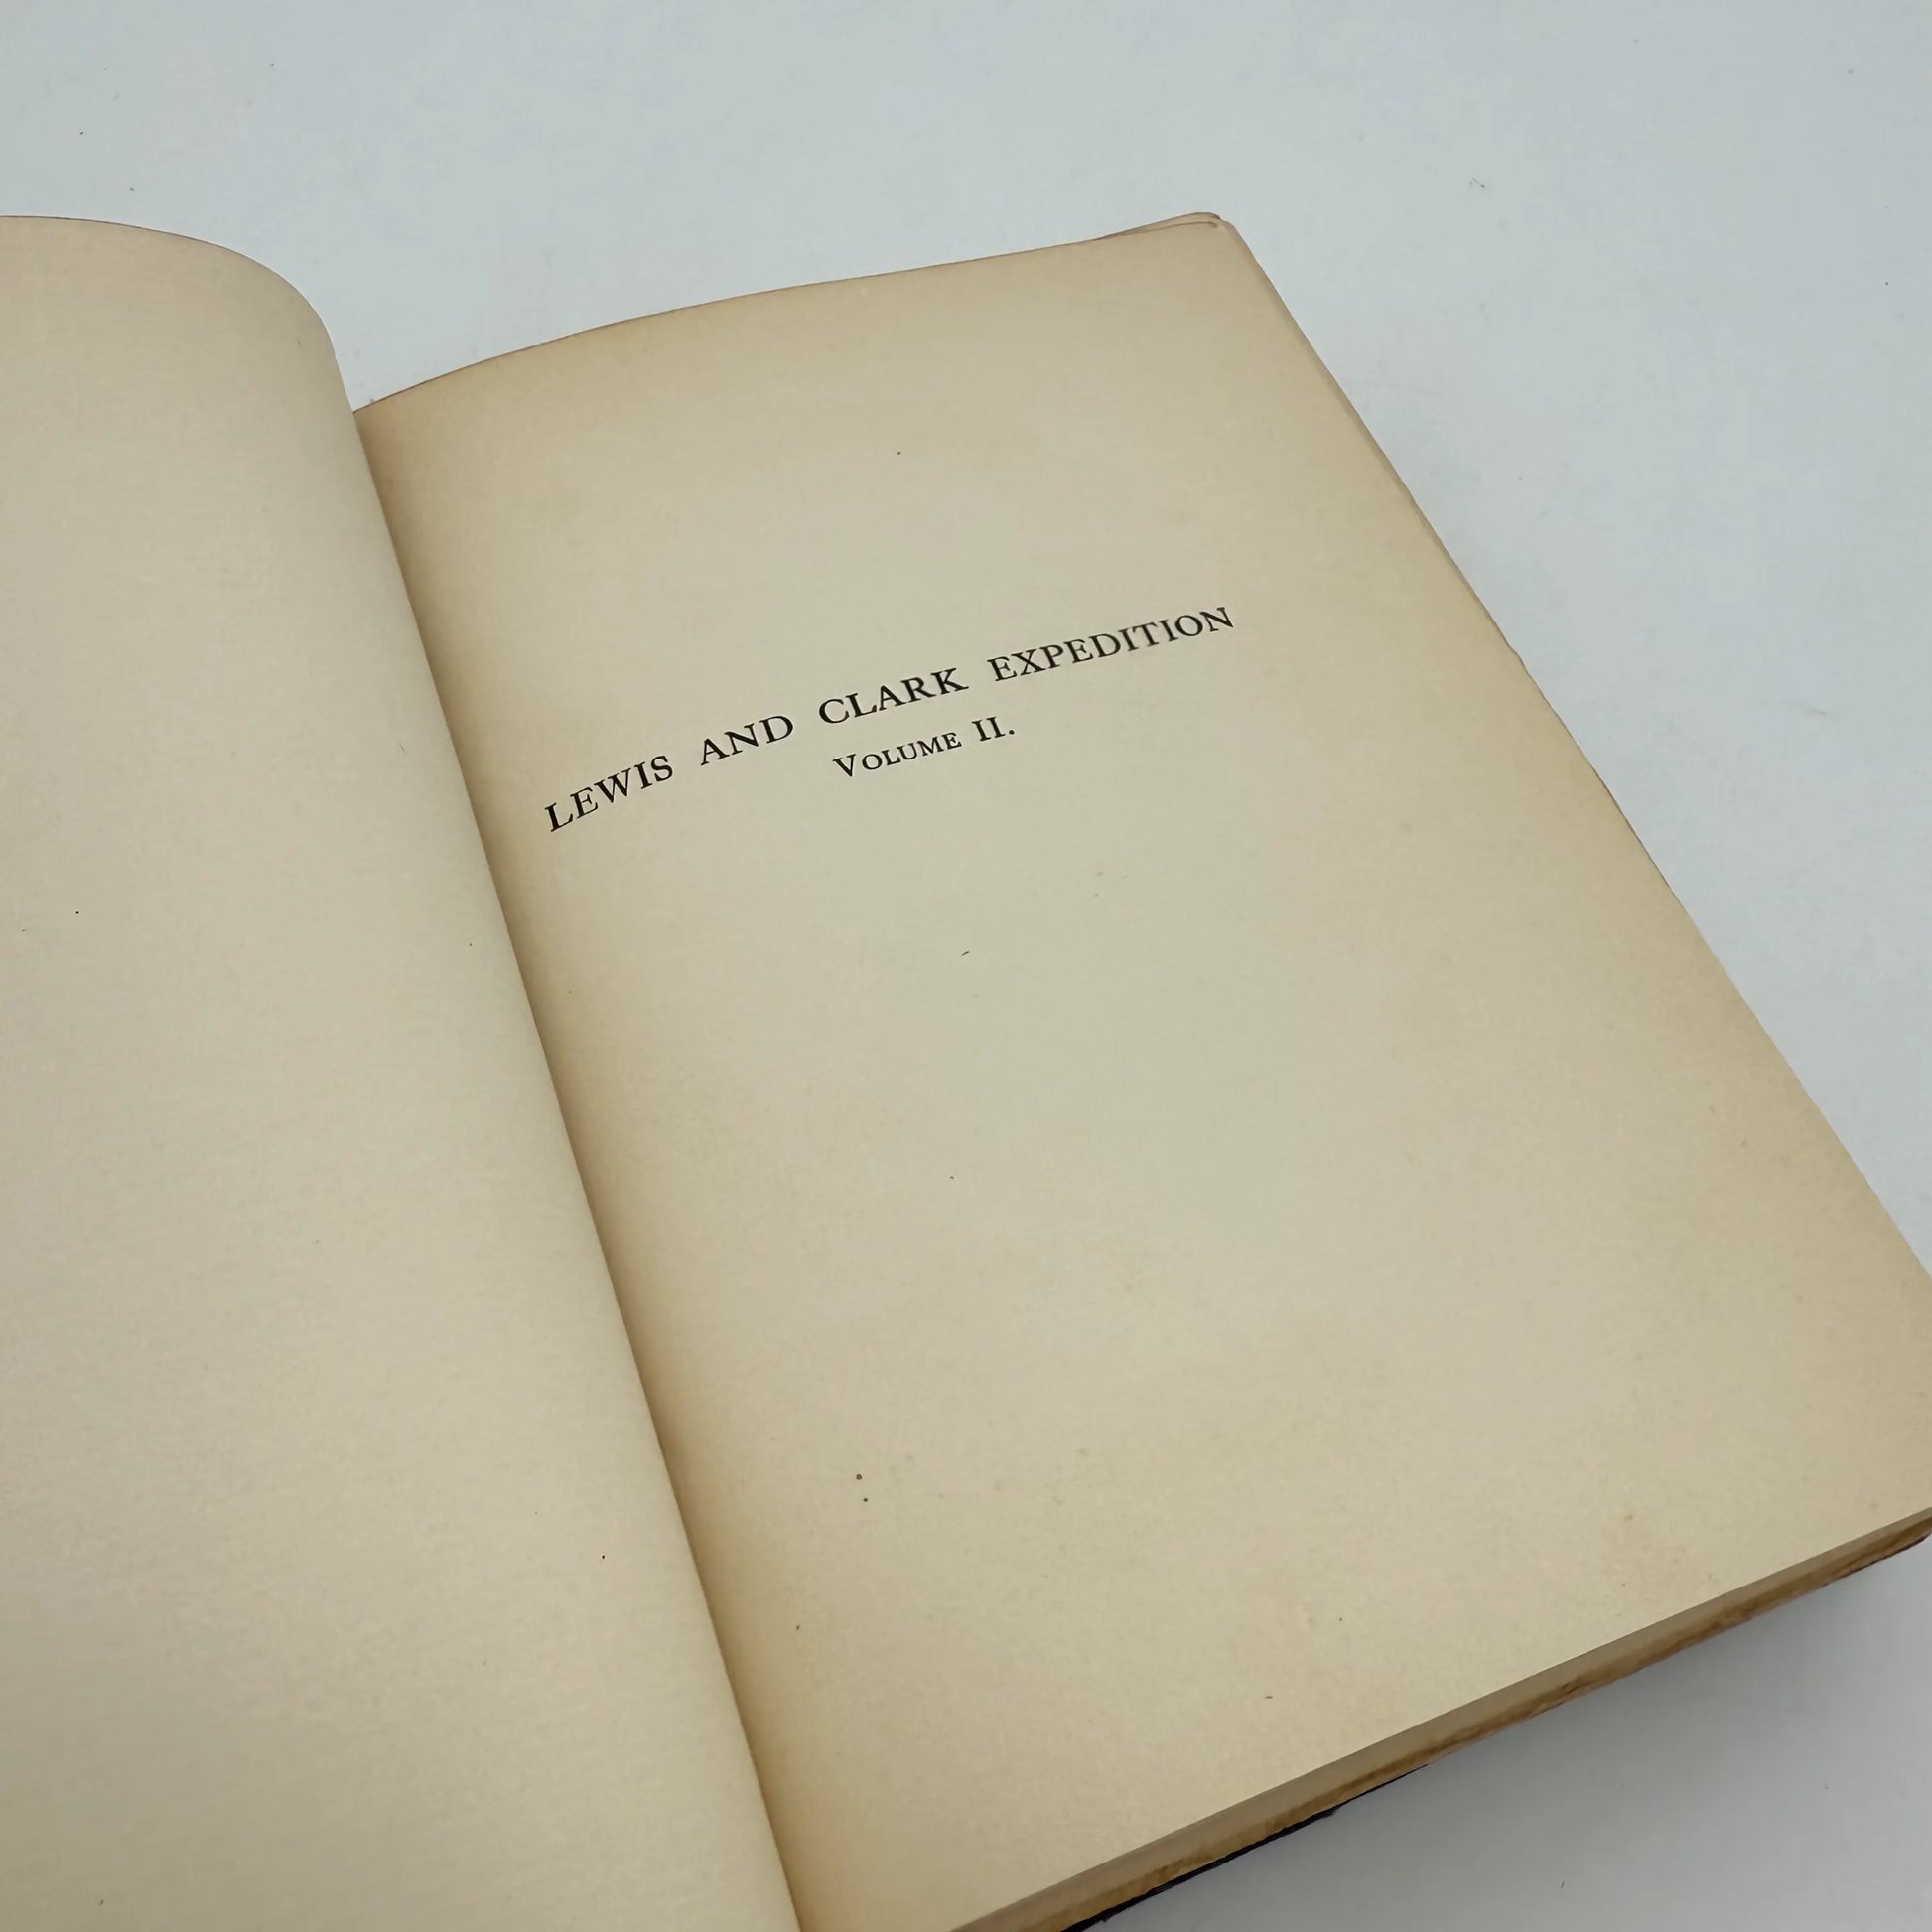 LEWIS AND CLARK EXPEDITION
VOLUME II.